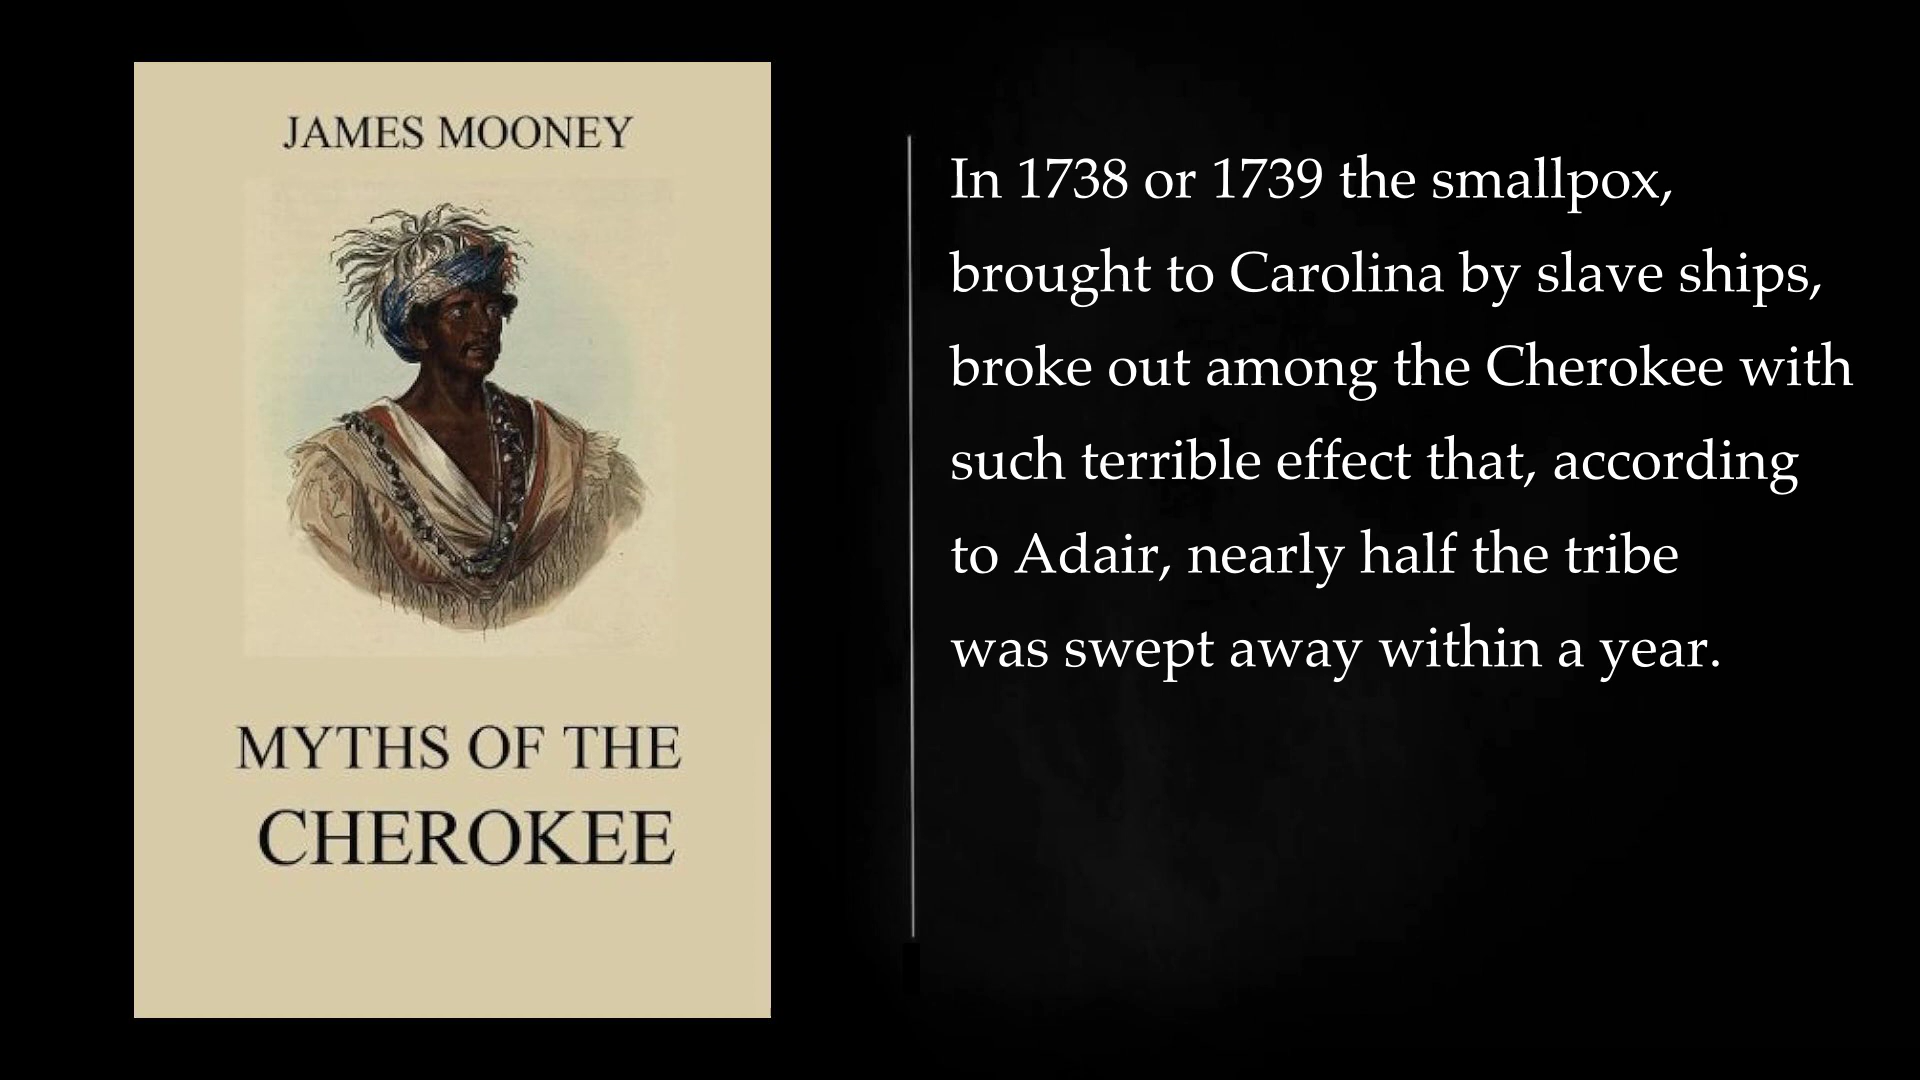 JAMES MOONEY
MYTHS OF THE
CHEROKEE
In 1738 or 1739 the smallpox,
brought to Carolina by slave ships,
broke out among the Cherokee with
such terrible effect that, according
to Adair, nearly half the tribe
was swept away within a year.